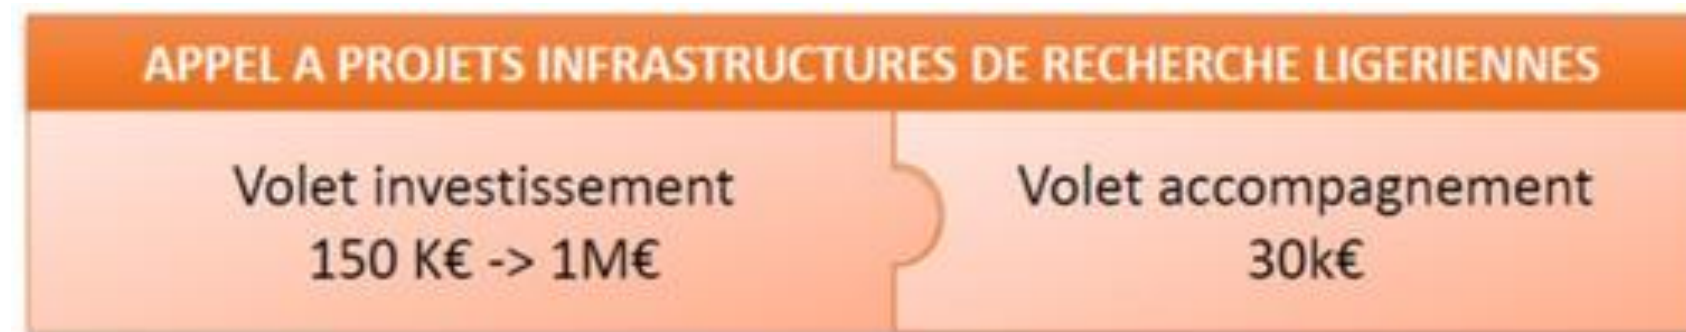 APPEL A PROJETS INFRASTRUCTURES DE RECHERCHE LIGERIENNES
Volet investissement
150 K€ -> 1M€
Volet accompagnement
30k€